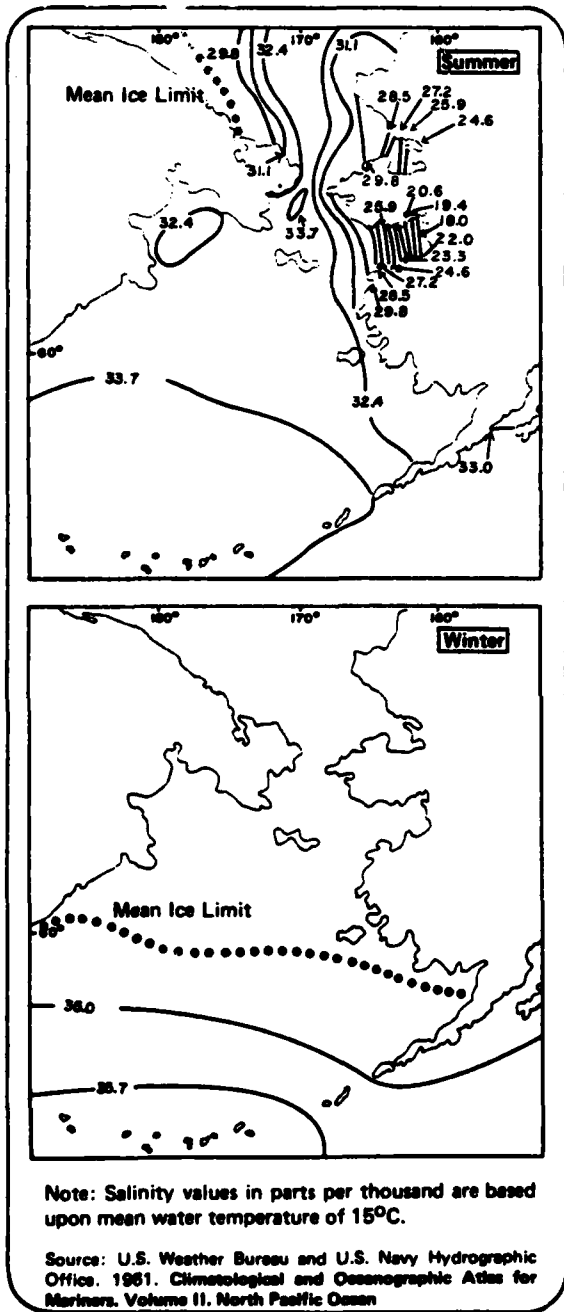 180° 170° 160°
Summer
29.8
32.4
31.1
Mean Ice Limit
28.5
27.2
25.9
24.6
31.1
29.8
20.6
25.9
19.4
18.0
32.4
33.7
22.0
23.3
24.6
27.2
28.5
29.8
60°
33.7
32.4
33.0
180° 170° 160°
Winter
Mean Ice Limit
60°
36.0
35.7
Note: Salinity values in parts per thousand are based
upon mean water temperature of 15°C.
Source: U.S. Weather Bureau and U.S. Navy Hydrographic
Office. 1961. Climatological and Oceanographic Atlas for
Mariners. Volume II. North Pacific Ocean